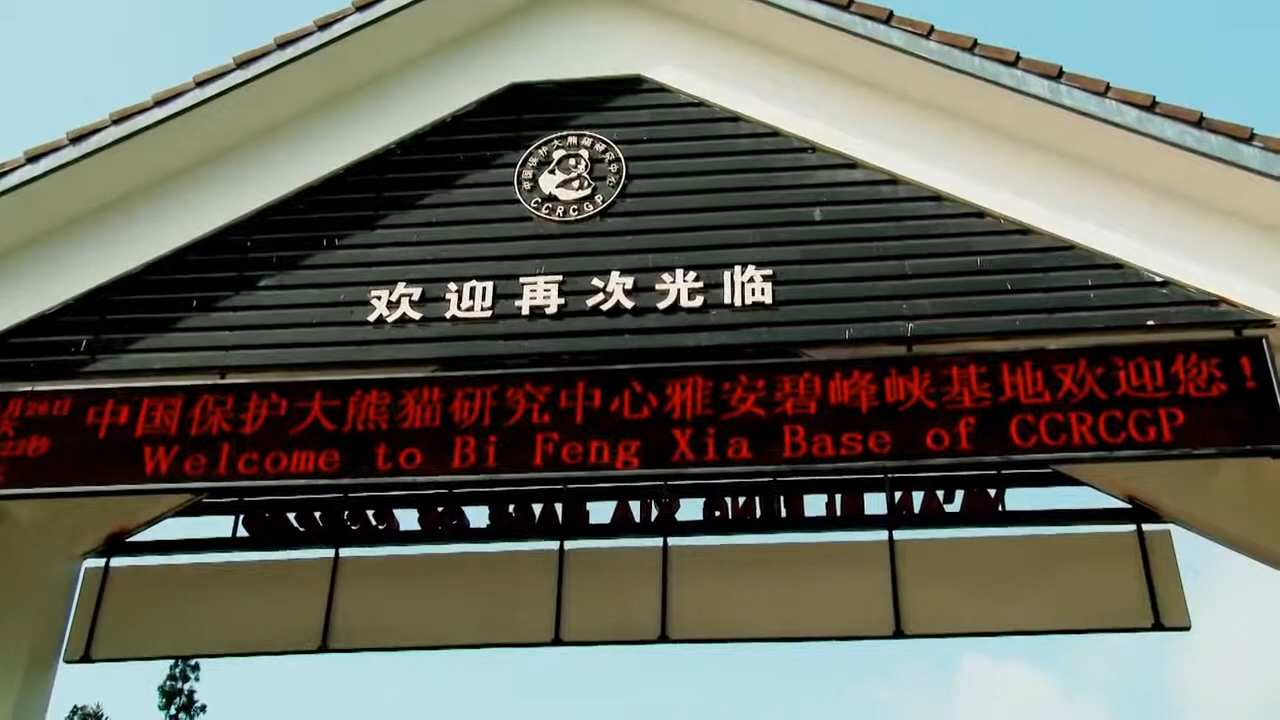 中国保护大熊猫研究中心
CCRCGP
欢迎再次光临
中国保护大熊猫研究中心雅安碧峰峡基地欢迎您!
Welcome to Bi Feng Xia Base of CCRCGP